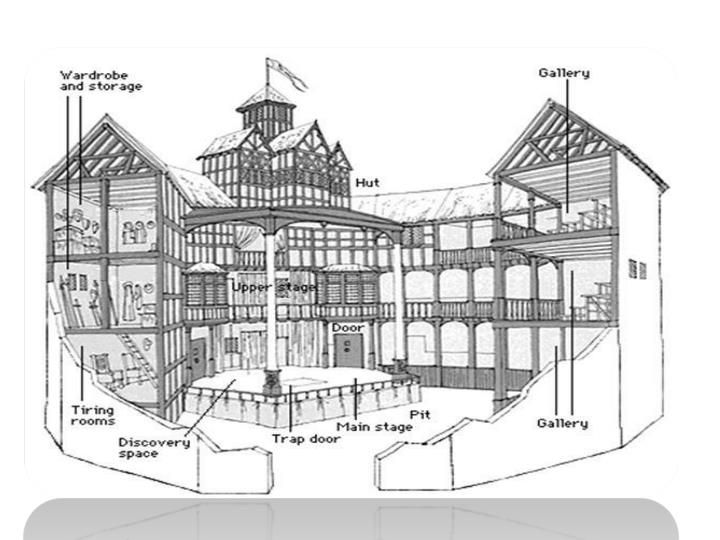 Wardrobe
and storage
Gallery
Hut
Upper stage
Door
Tiring
rooms
Discovery
space
Trap door
Main stage
Pit
Gallery